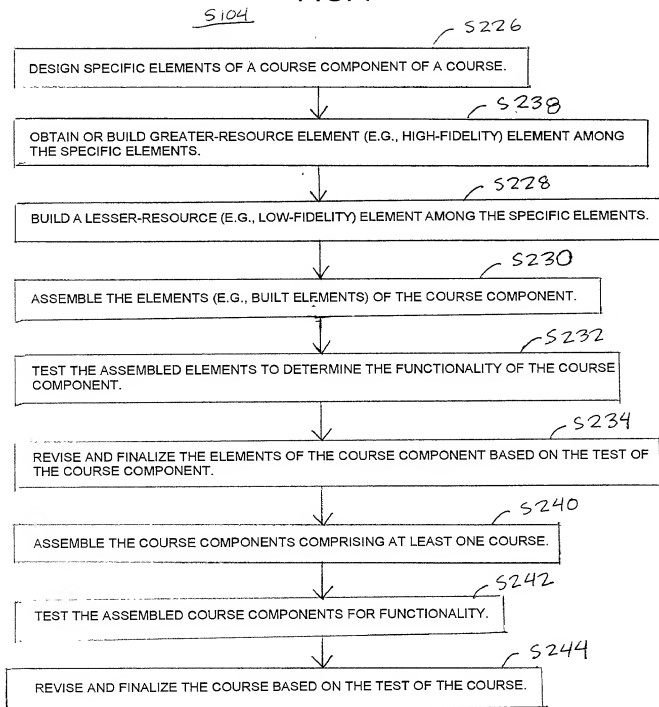 S104
S226
DESIGN SPECIFIC ELEMENTS OF A COURSE COMPONENT OF A COURSE.
S238
OBTAIN OR BUILD GREATER-RESOURCE ELEMENT (E.G., HIGH-FIDELITY) ELEMENT AMONG
THE SPECIFIC ELEMENTS.
S228
BUILD A LESSER-RESOURCE (E.G., LOW-FIDELITY) ELEMENT AMONG THE SPECIFIC ELEMENTS.
S230
ASSEMBLE THE ELEMENTS (E.G., BUILT ELEMENTS) OF THE COURSE COMPONENT.
S232
TEST THE ASSEMBLED ELEMENTS TO DETERMINE THE FUNCTIONALITY OF THE COURSE
COMPONENT.
S234
REVISE AND FINALIZE THE ELEMENTS OF THE COURSE COMPONENT BASED ON THE TEST OF
THE COURSE COMPONENT.
S240
ASSEMBLE THE COURSE COMPONENTS COMPRISING AT LEAST ONE COURSE.
S242
TEST THE ASSEMBLED COURSE COMPONENTS FOR FUNCTIONALITY.
S244
REVISE AND FINALIZE THE COURSE BASED ON THE TEST OF THE COURSE.